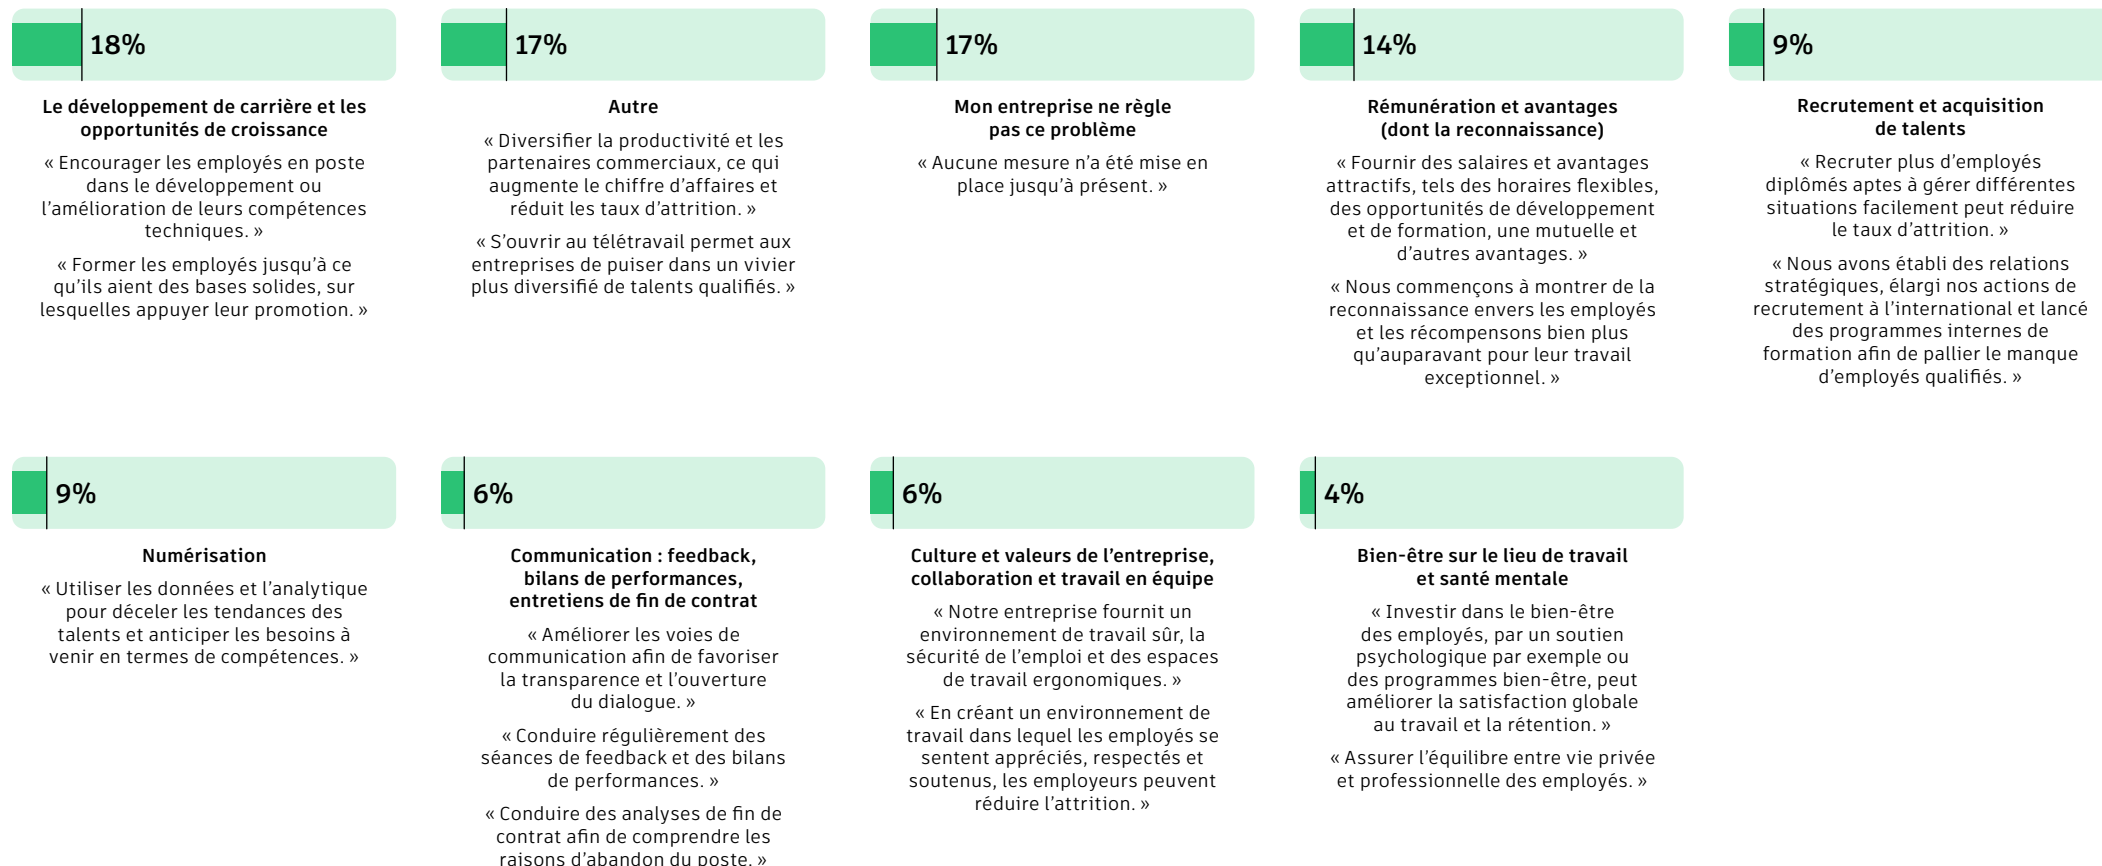 18%
Le développement de carrière et les
opportunités de croissance
« Encourager les employés en poste
dans le développement ou
l’amélioration de leurs compétences
techniques. »
« Former les employés jusqu’à ce
qu’ils aient des bases solides, sur
lesquelles appuyer leur promotion. »
17%
Autre
« Diversifier la productivité et les
partenaires commerciaux, ce qui
augmente le chiffre d’affaires et
réduit les taux d’attrition. »
« S’ouvrir au télétravail permet aux
entreprises de puiser dans un vivier
plus diversifié de talents qualifiés. »
17%
Mon entreprise ne règle
pas ce problème
« Aucune mesure n’a été mise en
place jusqu’à présent. »
14%
Rémunération et avantages
(dont la reconnaissance)
« Fournir des salaires et avantages
attractifs, tels des horaires flexibles,
des opportunités de développement
et de formation, une mutuelle et
d’autres avantages. »
« Nous commençons à montrer de la
reconnaissance envers les employés
et les récompensons bien plus
qu’auparavant pour leur travail
exceptionnel. »
9%
Recrutement et acquisition
de talents
« Recruter plus d’employés
diplômés aptes à gérer différentes
situations facilement peut réduire
le taux d’attrition. »
« Nous avons établi des relations
stratégiques, élargi nos actions de
recrutement à l’international et lancé
des programmes internes de
formation afin de pallier le manque
d’employés qualifiés. »
9%
Numérisation
« Utiliser les données et l’analytique
pour déceler les tendances des
talents et anticiper les besoins à
venir en termes de compétences. »
6%
Communication : feedback,
bilans de performances,
entretiens de fin de contrat
« Améliorer les voies de
communication afin de favoriser
la transparence et l’ouverture
du dialogue. »
« Conduire régulièrement des
séances de feedback et des bilans
de performances. »
« Conduire des analyses de fin de
contrat afin de comprendre les
raisons d’abandon du poste. »
6%
Culture et valeurs de l’entreprise,
collaboration et travail en équipe
« Notre entreprise fournit un
environnement de travail sûr, la
sécurité de l’emploi et des espaces
de travail ergonomiques. »
« En créant un environnement de
travail dans lequel les employés se
sentent appréciés, respectés et
soutenus, les employeurs peuvent
réduire l’attrition. »
4%
Bien-être sur le lieu de travail
et santé mentale
« Investir dans le bien-être
des employés, par un soutien
psychologique par exemple ou
des programmes bien-être, peut
améliorer la satisfaction globale
au travail et la rétention. »
« Assurer l’équilibre entre vie privée
et professionnelle des employés. »